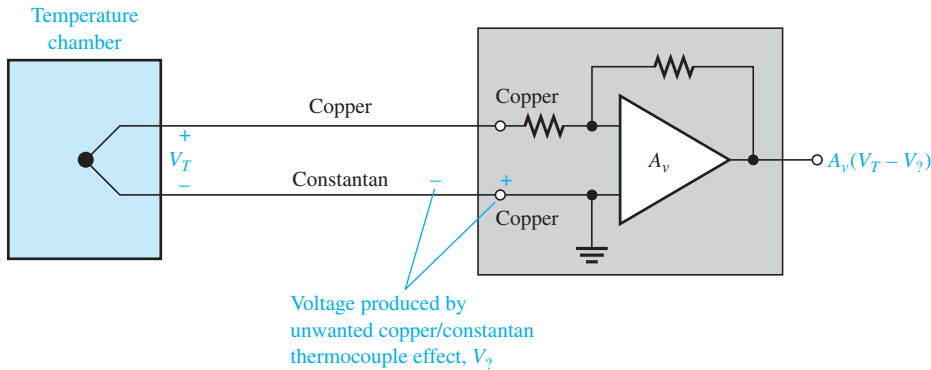 Temperature
chamber
Copper
Copper
+
V_T
−
A_v
A_v(V_T − V_?)
Constantan
−
+
Copper
Voltage produced by
unwanted copper/constantan
thermocouple effect, V_?